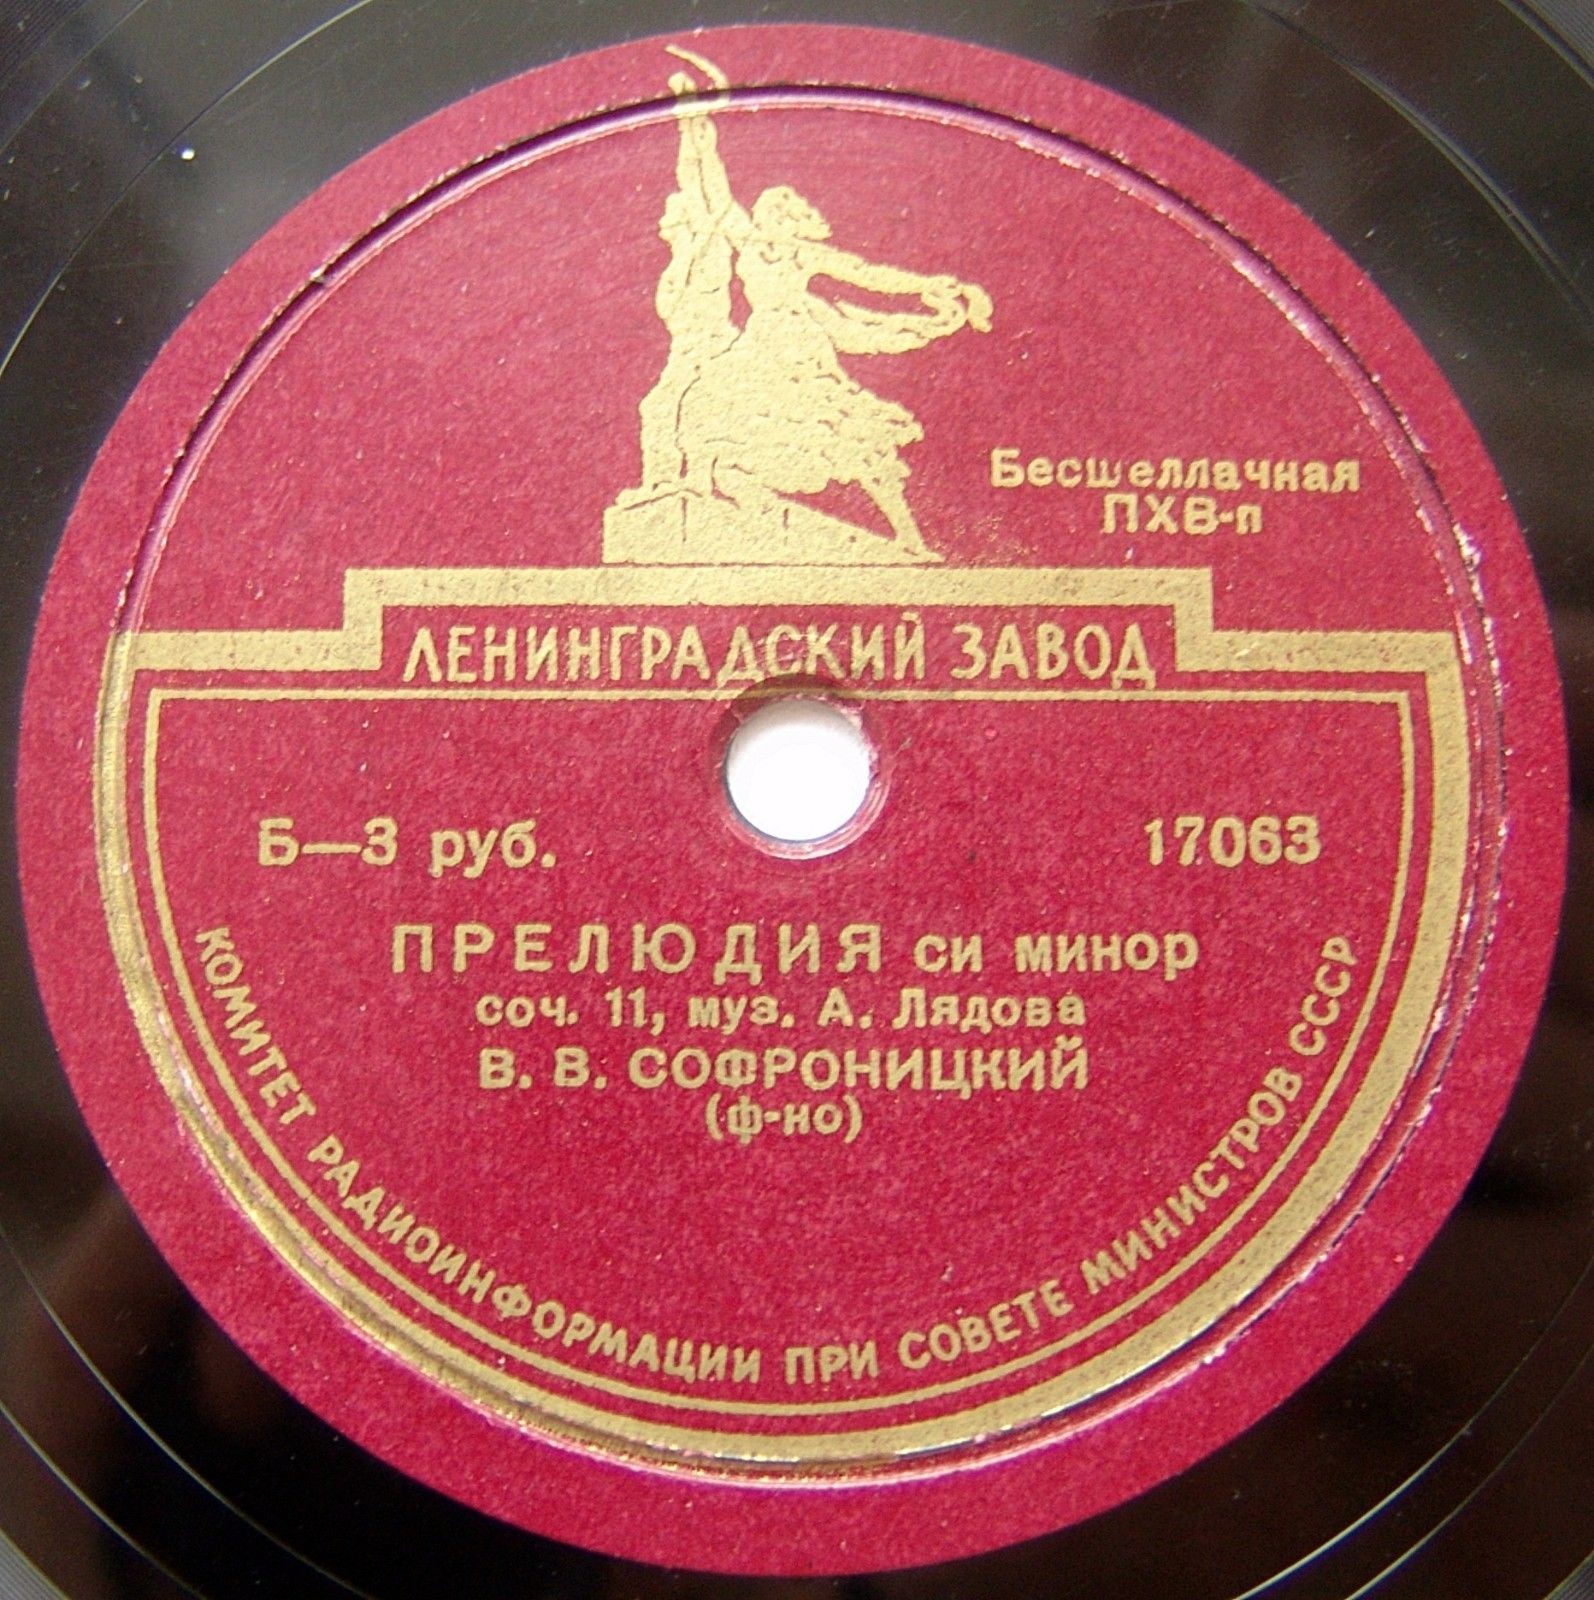 Бесшеллачная
ПХВ-п
ЛЕНИНГРАДСКИЙ ЗАВОД
Б—3 руб.
17063
ПРЕЛЮДИЯ си минор
соч. 11, муз. А. Лядова
В. В. СОФРОНИЦКИЙ
(ф-но)
КОМИТЕТ РАДИОИНФОРМАЦИИ ПРИ СОВЕТЕ МИНИСТРОВ СССР